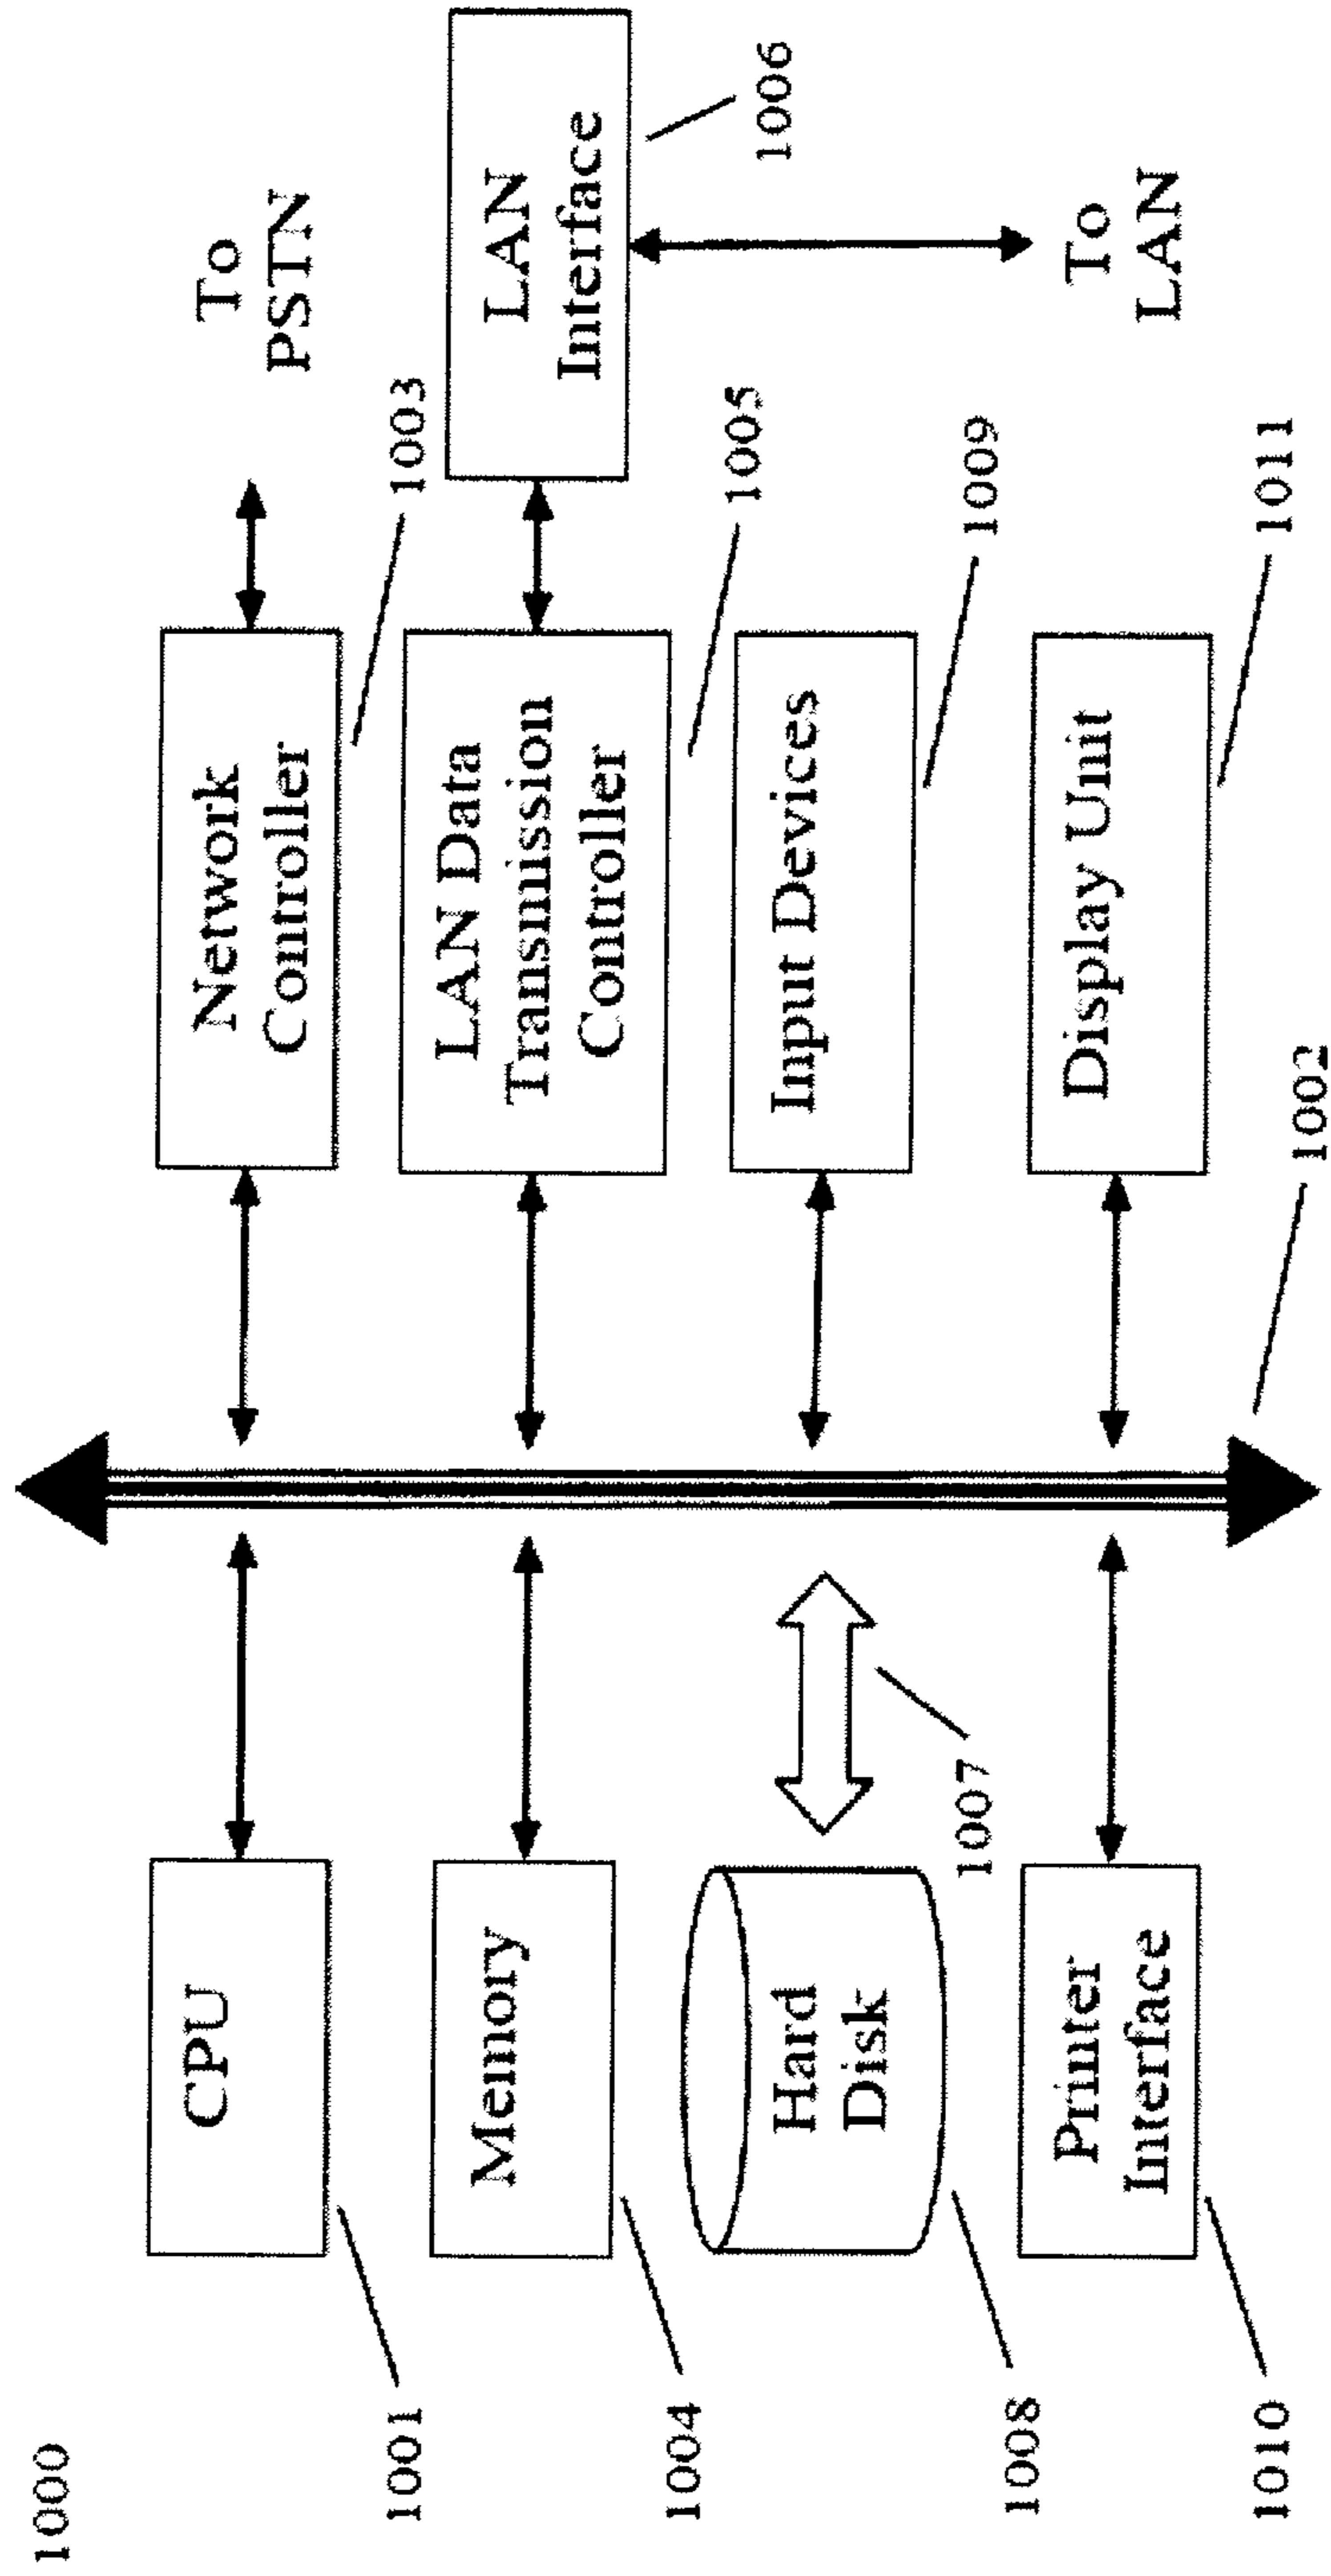 1000
CPU
1001
Network
Controller
1003
To
PSTN
Memory
1004
LAN Data
Transmission
Controller
1005
LAN
Interface
1006
Hard
Disk
1008
1007
Input Devices
1009
To
LAN
Printer
Interface
1010
Display Unit
1011
1002